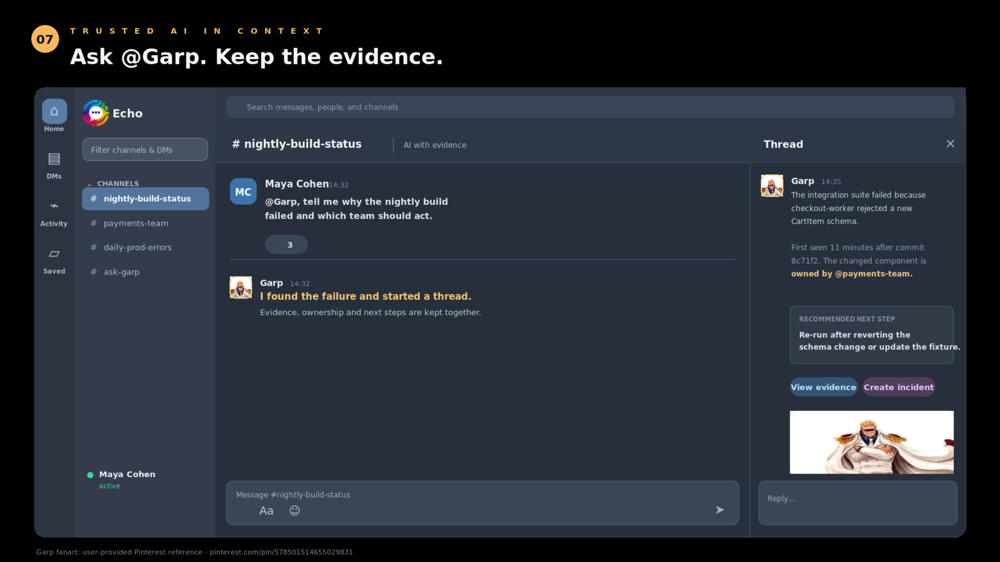 07
TRUSTED AI IN CONTEXT
Ask @Garp. Keep the evidence.
Home
DMs
Activity
Saved
Echo
Filter channels & DMs
CHANNELS
# nightly-build-status
# payments-team
# daily-prod-errors
# ask-garp
Maya Cohen
active
Search messages, people, and channels
# nightly-build-status
AI with evidence
MC
Maya Cohen 14:32
@Garp, tell me why the nightly build
failed and which team should act.
3
Garp 14:32
I found the failure and started a thread.
Evidence, ownership and next steps are kept together.
Message #nightly-build-status
Aa
Thread
Garp 14:35
The integration suite failed because
checkout-worker rejected a new
CartItem schema.
First seen 11 minutes after commit
8c71f2. The changed component is
owned by @payments-team.
RECOMMENDED NEXT STEP
Re-run after reverting the
schema change or update the fixture.
View evidence
Create incident
Reply...
Garp fanart: user-provided Pinterest reference · pinterest.com/pin/578501514655029831